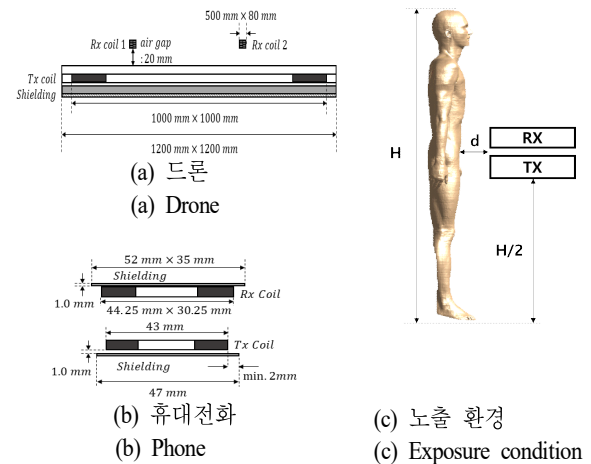 500 mm × 80 mm
Rx coil 1
air gap
: 20 mm
Rx coil 2
Tx coil
Shielding
1000 mm × 1000 mm
1200 mm × 1200 mm
(a) 드론
(a) Drone
52 mm × 35 mm
Shielding
1.0 mm
Rx Coil
44.25 mm × 30.25 mm
43 mm
Tx Coil
1.0 mm
Shielding
min. 2mm
47 mm
(b) 휴대전화
(b) Phone
H
d
RX
TX
H/2
(c) 노출 환경
(c) Exposure condition